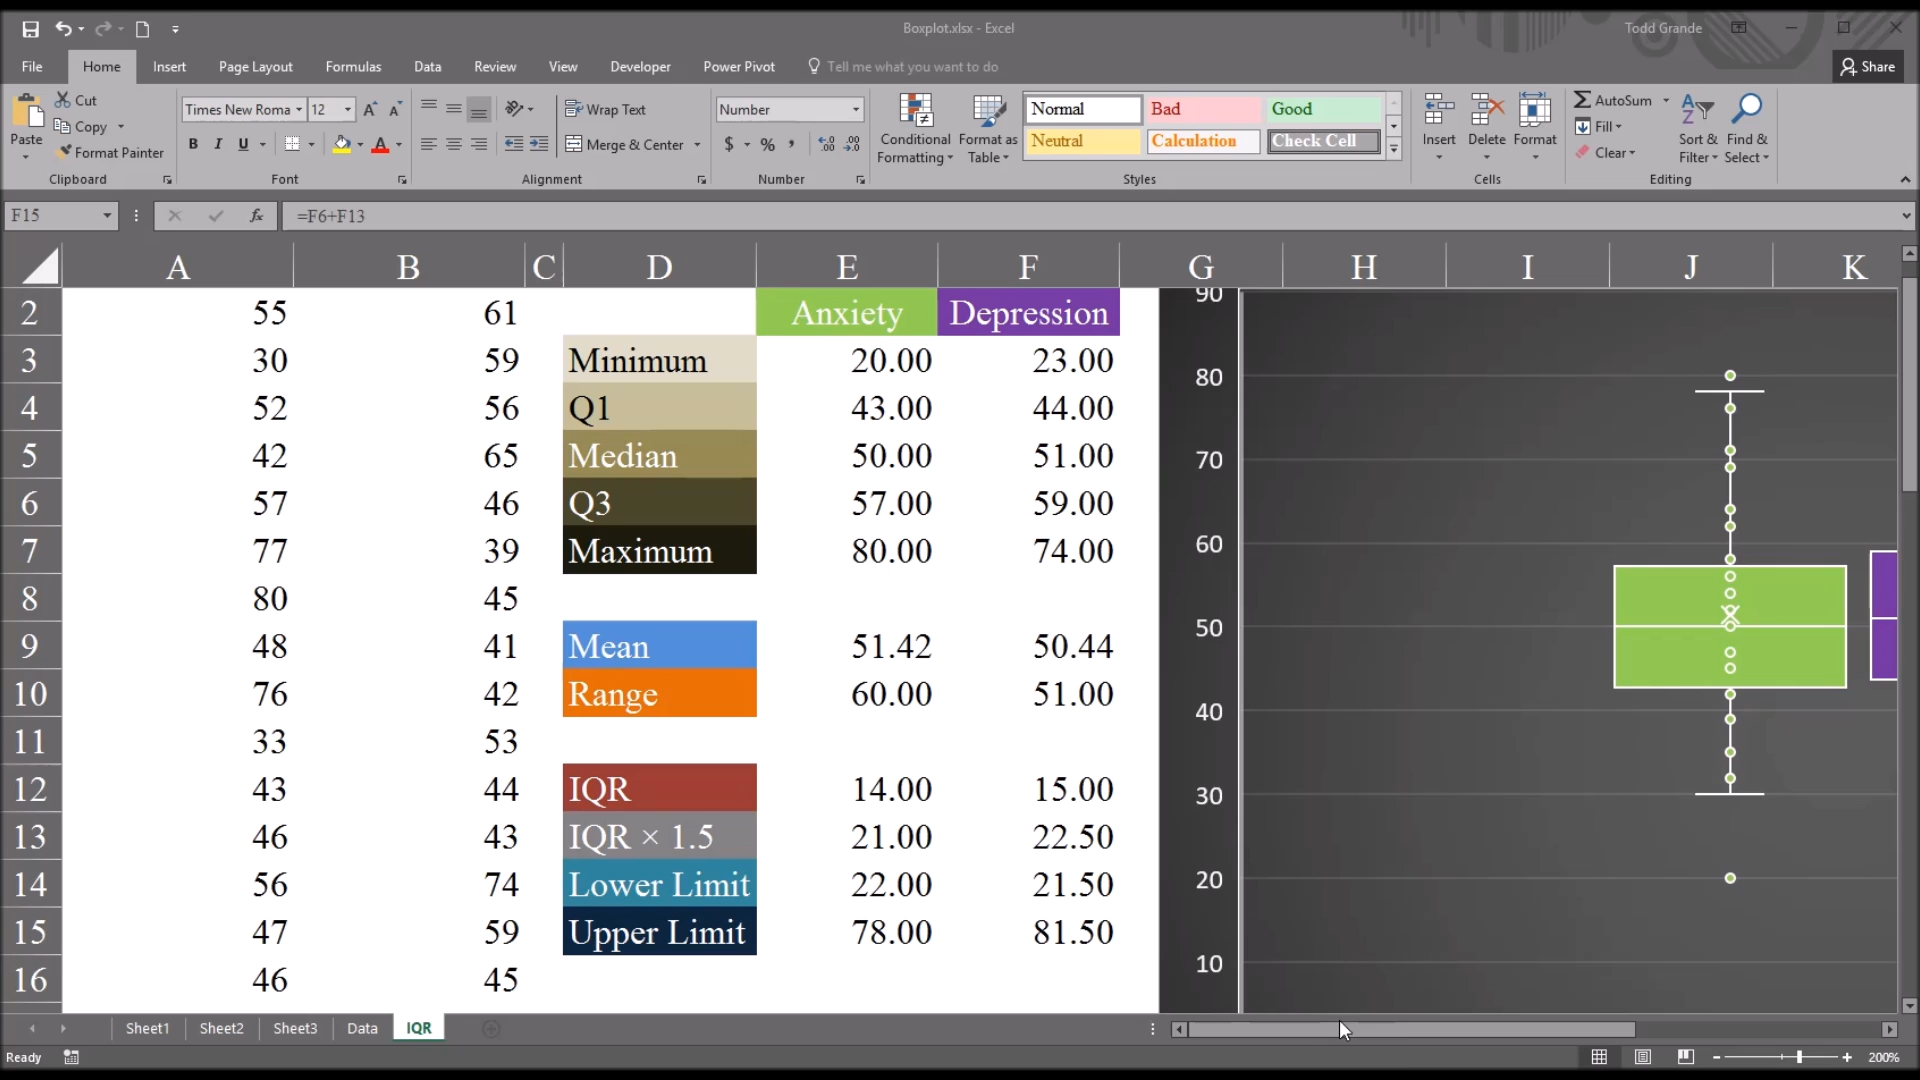 Boxplot.xlsx - Excel
Todd Grande
File Home Insert Page Layout Formulas Data Review View Developer Power Pivot Tell me what you want to do Share
Paste
Cut
Copy
Format Painter
Clipboard
Times New Roma 12
B I U
Font
Wrap Text
Merge & Center
Alignment
Number
$ % ,
Number
Conditional Formatting
Format as Table
Normal Bad Good
Neutral Calculation Check Cell
Styles
Insert Delete Format
Cells
AutoSum
Fill
Clear
Sort & Filter
Find & Select
Editing
F15 fx =F6+F13
A B C D E F G H I J K
2 55 61 Anxiety Depression
3 30 59 Minimum 20.00 23.00
4 52 56 Q1 43.00 44.00
5 42 65 Median 50.00 51.00
6 57 46 Q3 57.00 59.00
7 77 39 Maximum 80.00 74.00
8 80 45
9 48 41 Mean 51.42 50.44
10 76 42 Range 60.00 51.00
11 33 53
12 43 44 IQR 14.00 15.00
13 46 43 IQR × 1.5 21.00 22.50
14 56 74 Lower Limit 22.00 21.50
15 47 59 Upper Limit 78.00 81.50
16 46 45
90
80
70
60
50
40
30
20
10
Sheet1 Sheet2 Sheet3 Data IQR
Ready
200%